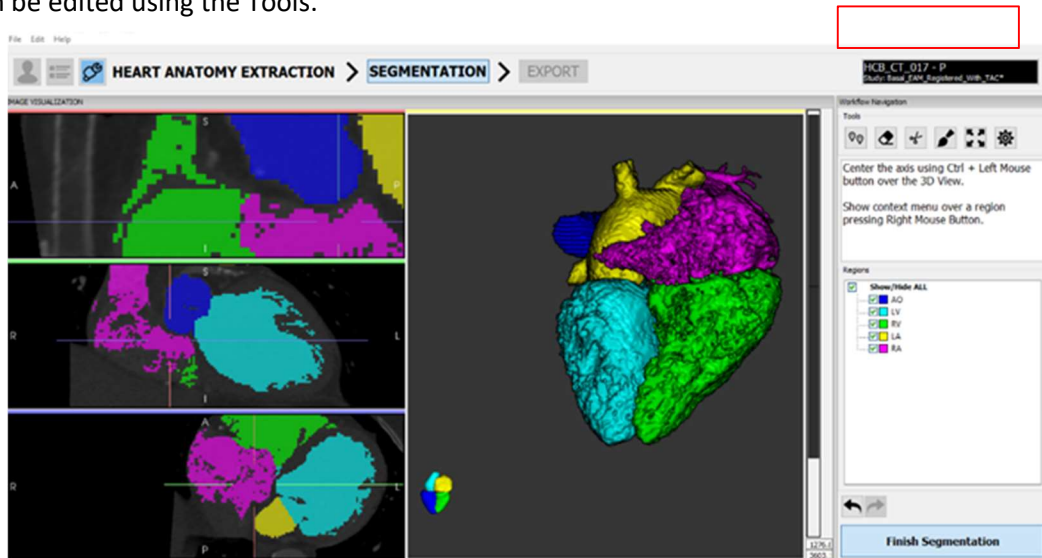 be edited using the Tools.
File Edit Help
HEART ANATOMY EXTRACTION > SEGMENTATION > EXPORT
HCB_CT_017 - P
Study: Basal_EAM_Registered_With_TAC*
IMAGE VISUALIZATION
Workflow Navigation
Tools
Center the axis using Ctrl + Left Mouse
button over the 3D View.
Show context menu over a region
pressing Right Mouse Button.
Regions
Show/Hide ALL
AO
LV
RV
LA
RA
S
A
P
I
S
R
L
I
A
R
L
P
Finish Segmentation